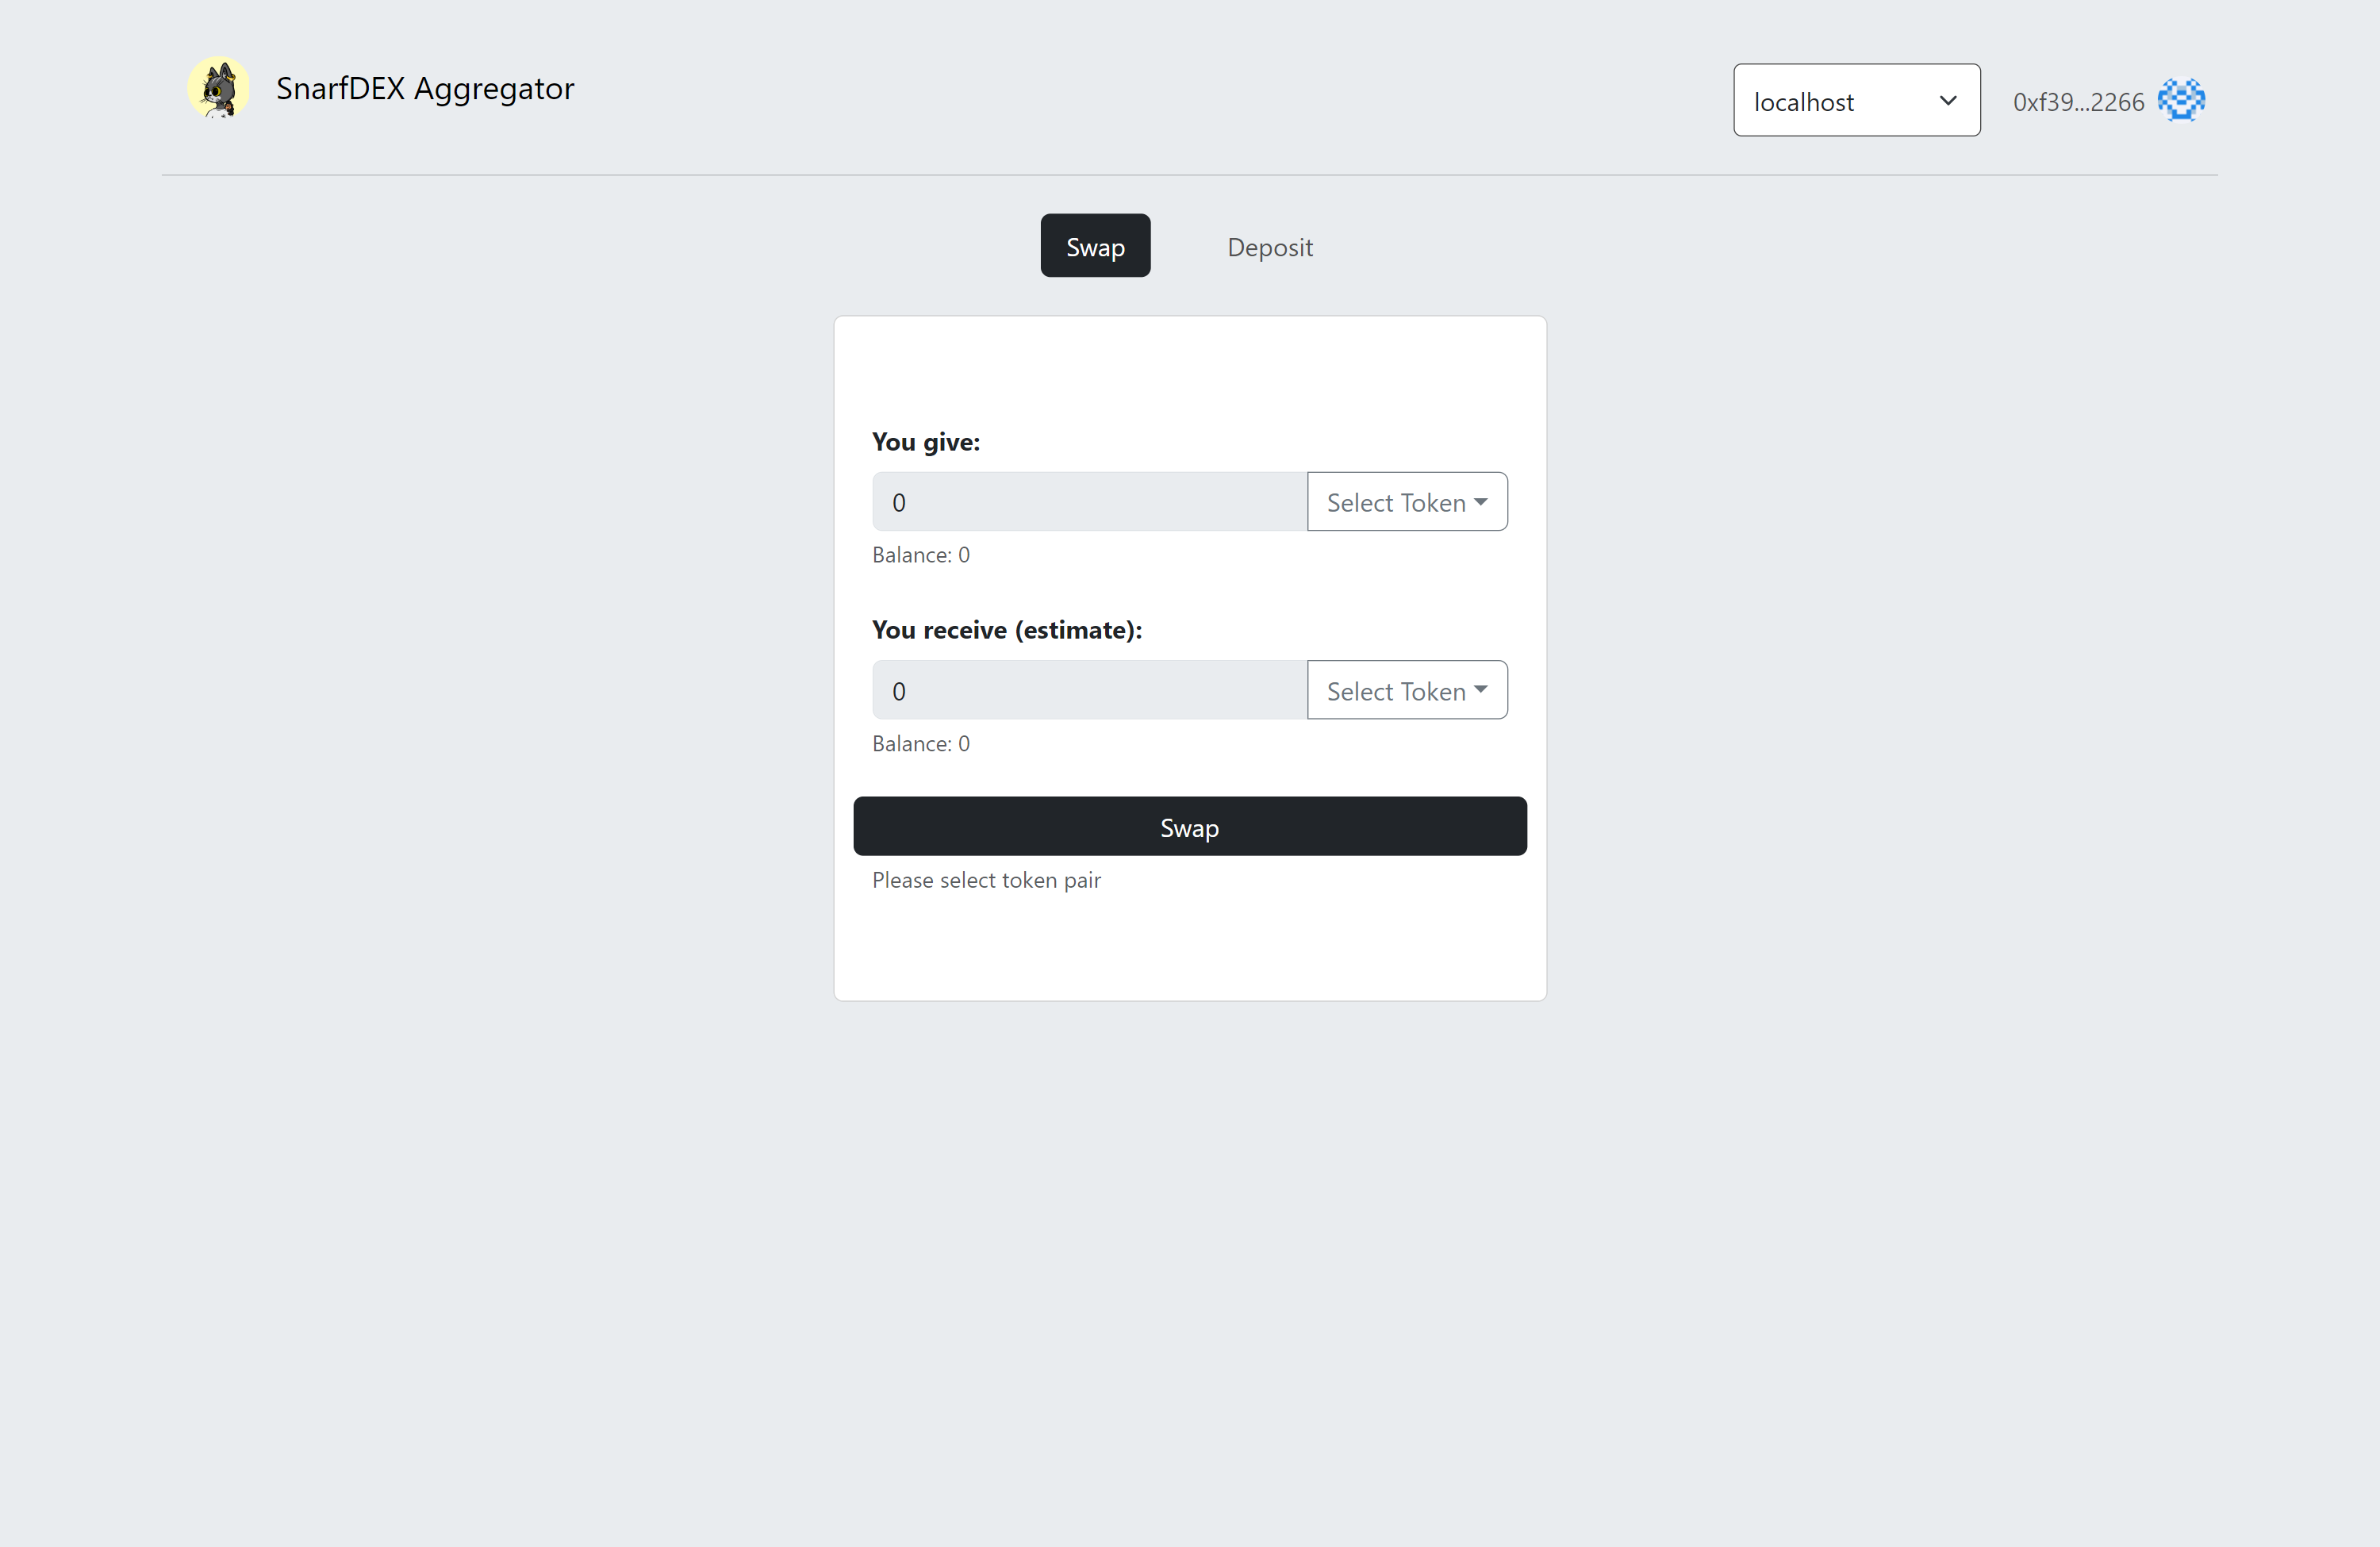 SnarfDEX Aggregator
localhost
0xf39...2266
Swap
Deposit
You give:
0
Select Token
Balance: 0
You receive (estimate):
0
Select Token
Balance: 0
Swap
Please select token pair